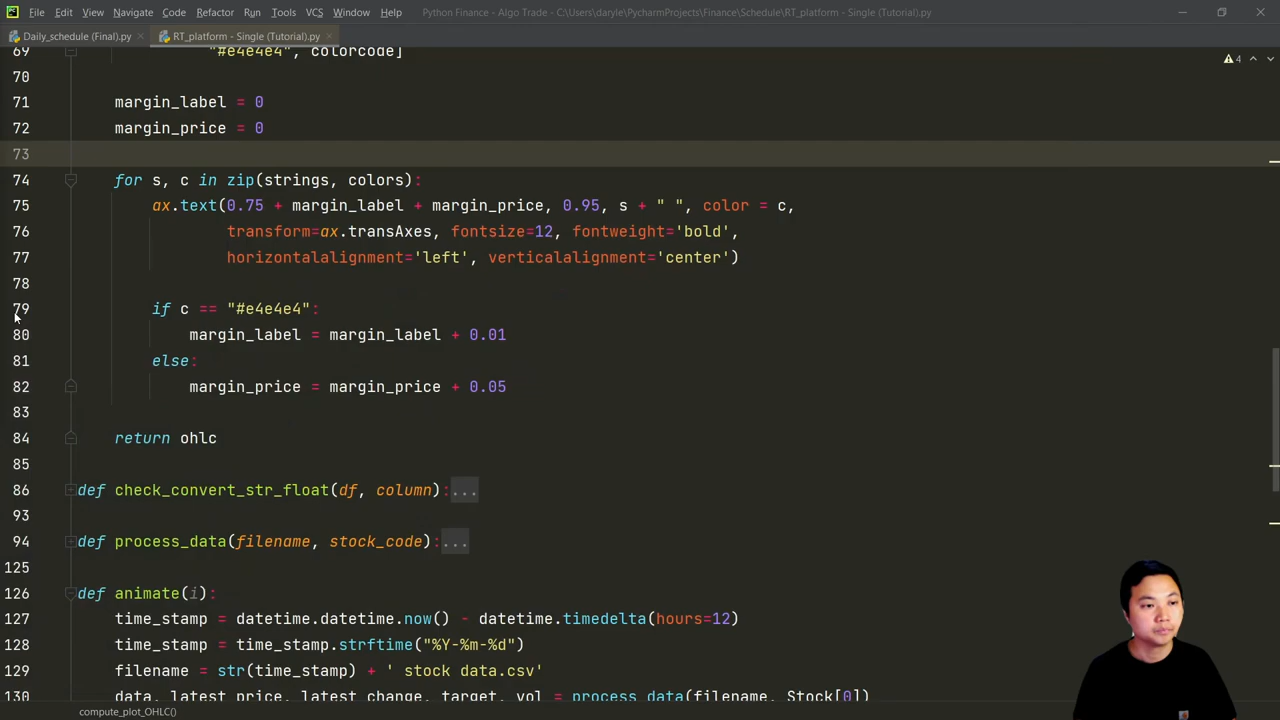 File Edit View Navigate Code Refactor Run Tools VCS Window Help Python Finance - Algo Trade - C:\Users\daryle\PycharmProjects\Finance\Schedule\RT_platform - Single (Tutorial).py
Daily_schedule (Final).py RT_platform - Single (Tutorial).py
69 "#e4e4e4", colorcode]
4
70
71 margin_label = 0
72 margin_price = 0
73
74 for s, c in zip(strings, colors):
75 ax.text(0.75 + margin_label + margin_price, 0.95, s + " ", color = c,
76 transform=ax.transAxes, fontsize=12, fontweight='bold',
77 horizontalalignment='left', verticalalignment='center')
78
79 if c == "#e4e4e4":
80 margin_label = margin_label + 0.01
81 else:
82 margin_price = margin_price + 0.05
83
84 return ohlc
85
86 def check_convert_str_float(df, column):...
93
94 def process_data(filename, stock_code):...
125
126 def animate(i):
127 time_stamp = datetime.datetime.now() - datetime.timedelta(hours=12)
128 time_stamp = time_stamp.strftime("%Y-%m-%d")
129 filename = str(time_stamp) + ' stock data.csv'
130 data, latest_price, latest_change, target, vol = process_data(filename, Stock[0])
compute_plot_OHLC()